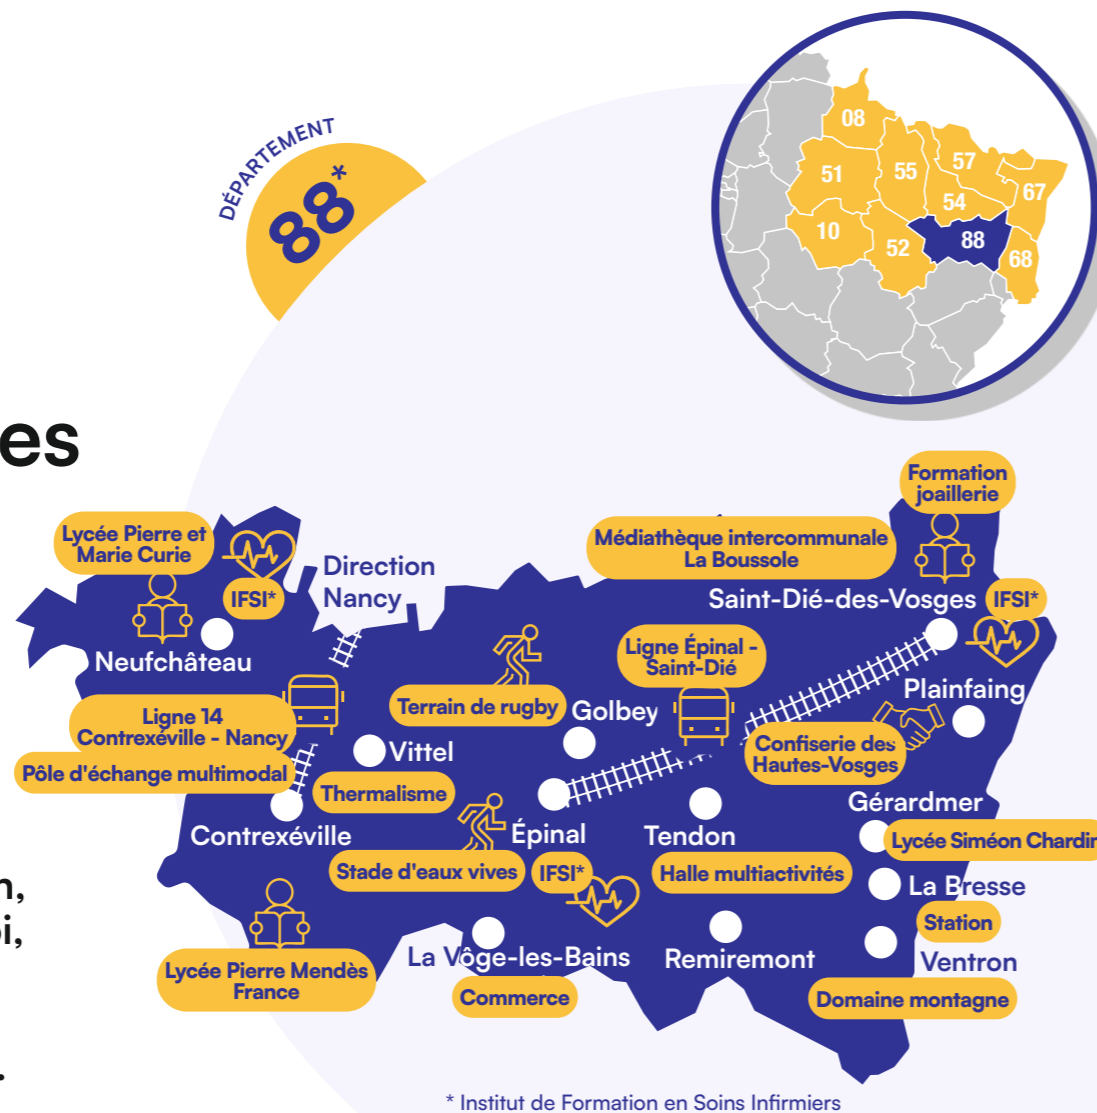 DÉPARTEMENT
88*
08
51
55
57
54
67
10
52
88
68
es
Formation
joaillerie
Lycée Pierre et
Marie Curie
IFSI*
Direction
Nancy
Médiathèque intercommunale
La Boussole
Saint-Dié-des-Vosges
IFSI*
Neufchâteau
Ligne Épinal -
Saint-Dié
Plainfaing
Terrain de rugby
Golbey
Ligne 14
Contrexéville - Nancy
Pôle d'échange multimodal
Vittel
Confiserie des
Hautes-Vosges
Thermalisme
Gérardmer
Contrexéville
Épinal
Tendon
Lycée Siméon Chardin
Stade d'eaux vives
IFSI*
Halle multiactivités
La Bresse
n,
oi,
Station
La Vôge-les-Bains
Remiremont
Ventron
Lycée Pierre Mendès
France
Commerce
Domaine montagne
.
* Institut de Formation en Soins Infirmiers